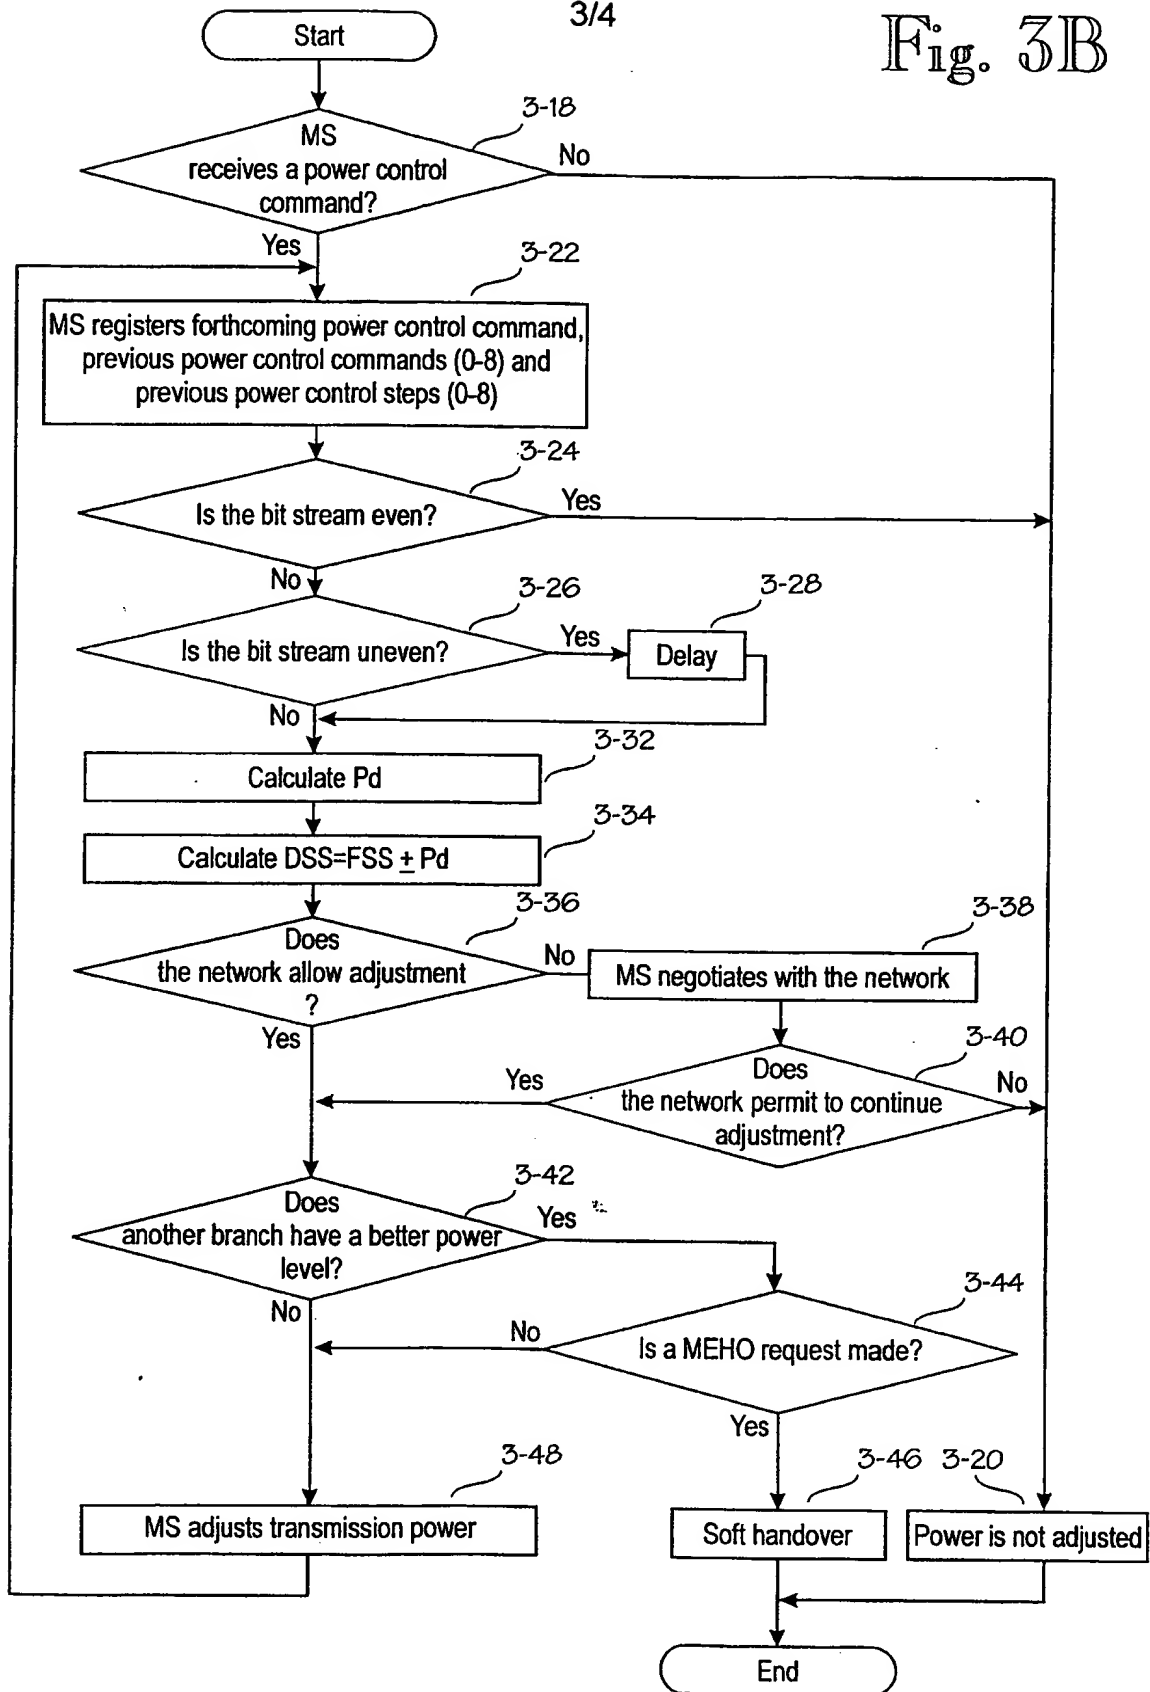 3/4
Fig. 3B
Start
3-18
MS
receives a power control
command?
No
Yes
3-22
MS registers forthcoming power control command,
previous power control commands (0-8) and
previous power control steps (0-8)
3-24
Is the bit stream even?
Yes
No
3-26
Is the bit stream uneven?
Yes
3-28
Delay
No
3-32
Calculate Pd
3-34
Calculate DSS=FSS ± Pd
3-36
Does
the network allow adjustment
?
No
3-38
MS negotiates with the network
Yes
3-40
Does
the network permit to continue
adjustment?
Yes
No
3-42
Does
another branch have a better power
level?
Yes
No
3-44
Is a MEHO request made?
No
Yes
3-48
MS adjusts transmission power
3-46
Soft handover
3-20
Power is not adjusted
End